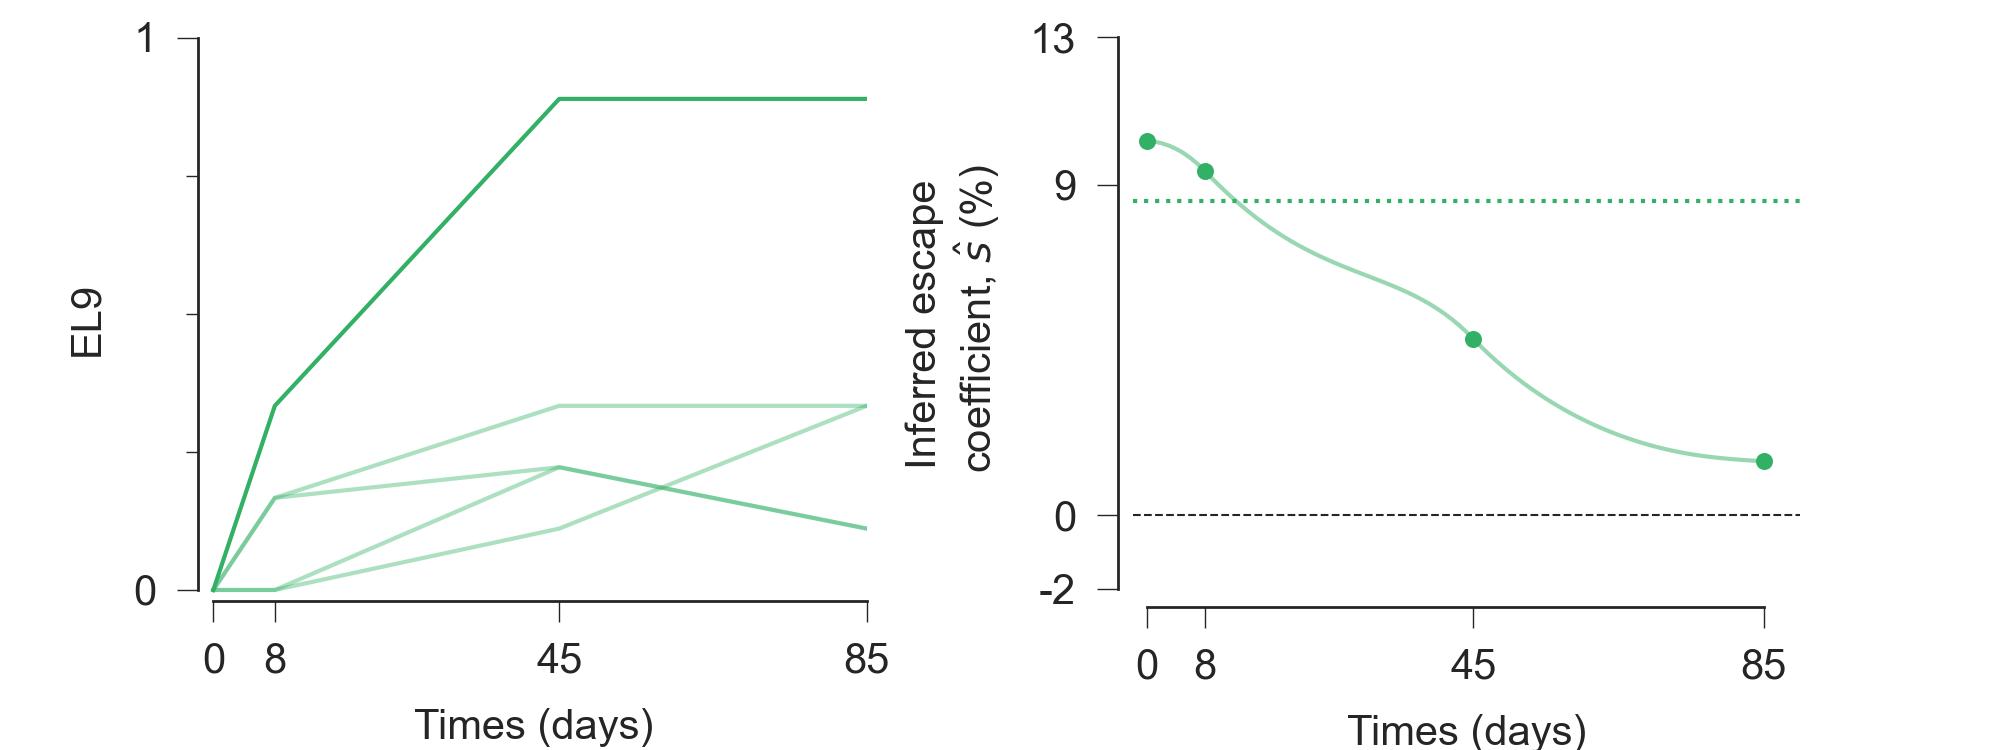 1
EL9
0
0 8 45 85
Times (days)
13
9
0
-2
Inferred escape
coefficient, ŝ (%)
0 8 45 85
Times (days)